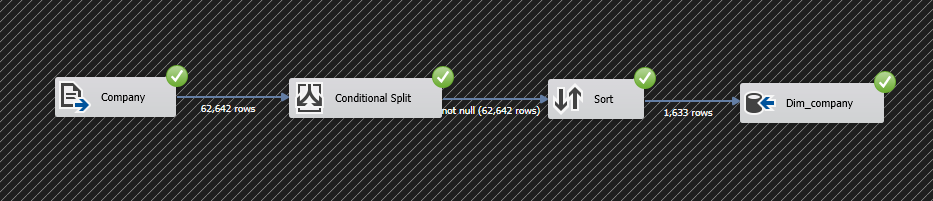 Company
62,642 rows
Conditional Split
not null (62,642 rows)
Sort
1,633 rows
Dim_company